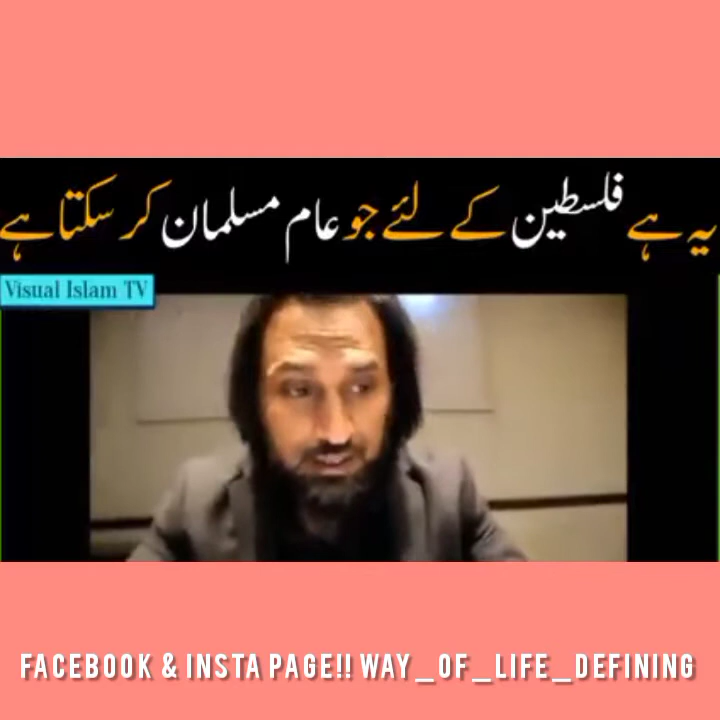 یہ ہے فلسطین کے لئے جو عام مسلمان کر سکتا ہے
Visual Islam TV
FACEBOOK & INSTA PAGE!! WAY_OF_LIFE_DEFINING